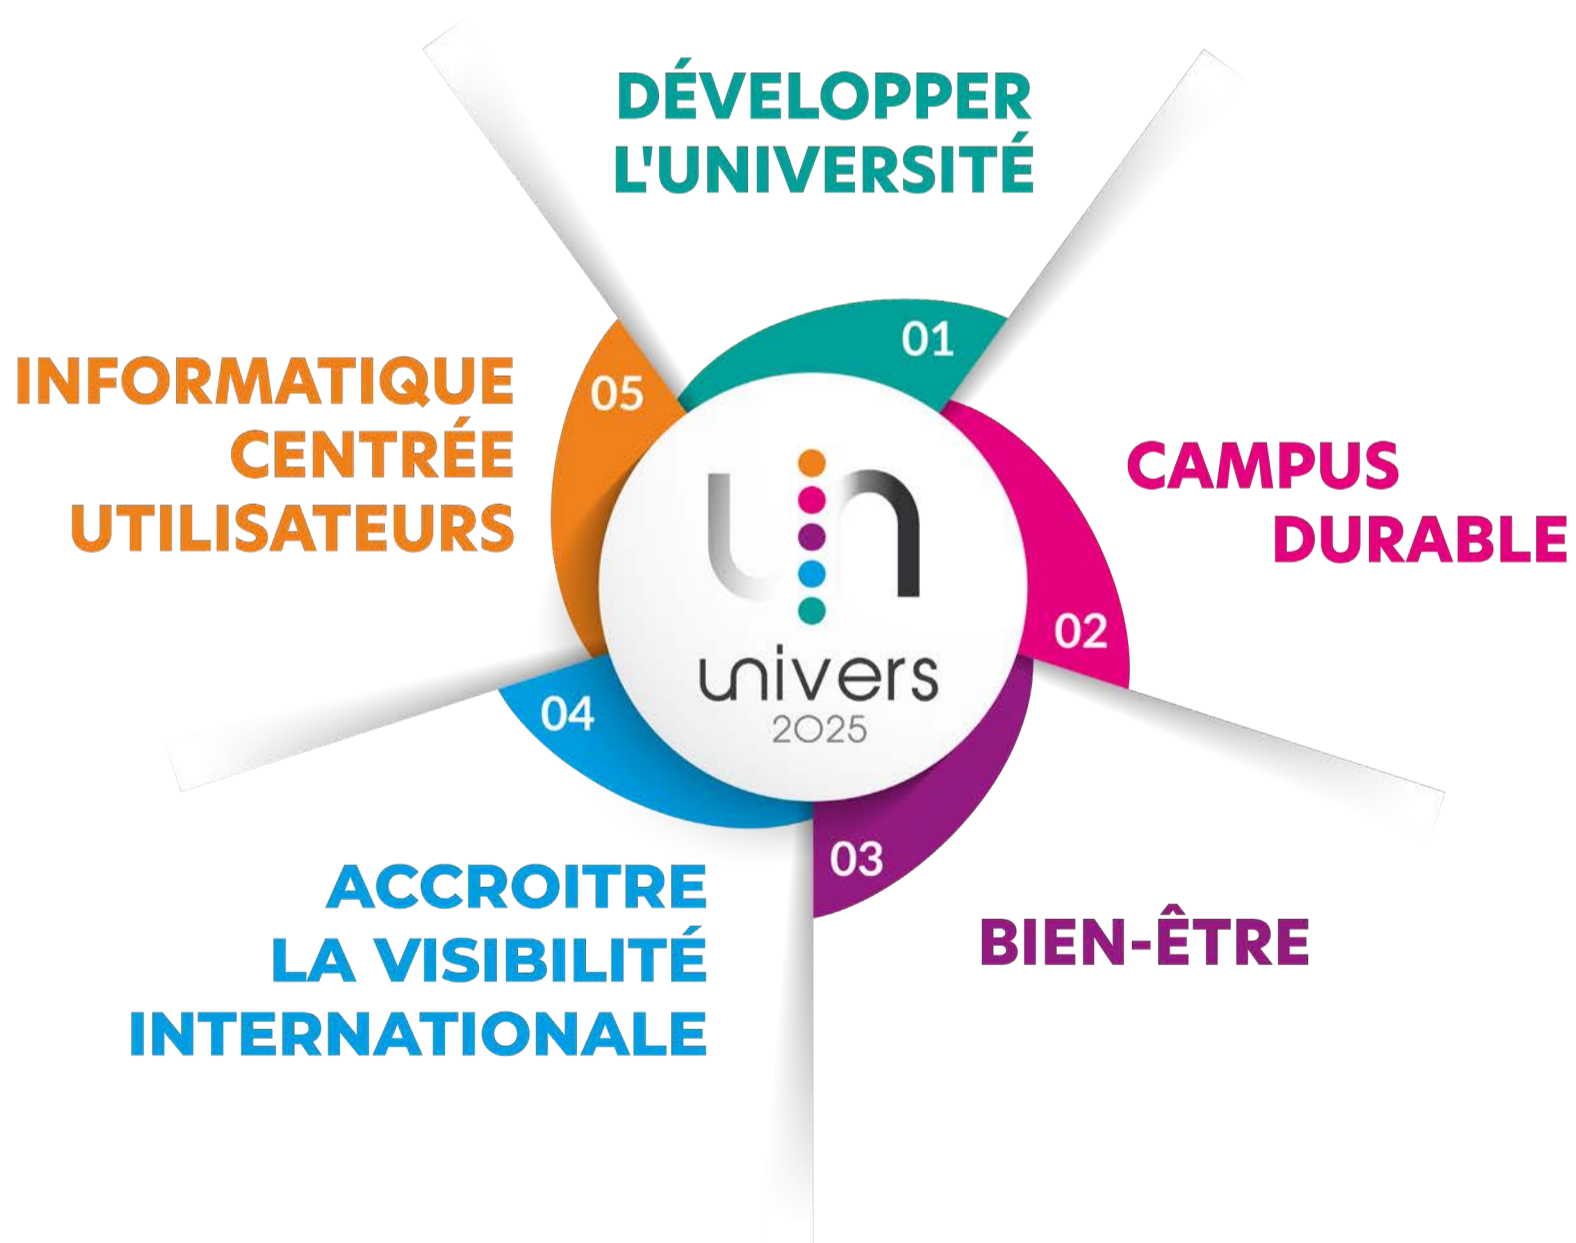 DÉVELOPPER
L'UNIVERSITÉ
01
CAMPUS
DURABLE
02
BIEN-ÊTRE
03
ACCROITRE
LA VISIBILITÉ
INTERNATIONALE
04
INFORMATIQUE
CENTRÉE
UTILISATEURS
05
un
univers
2025